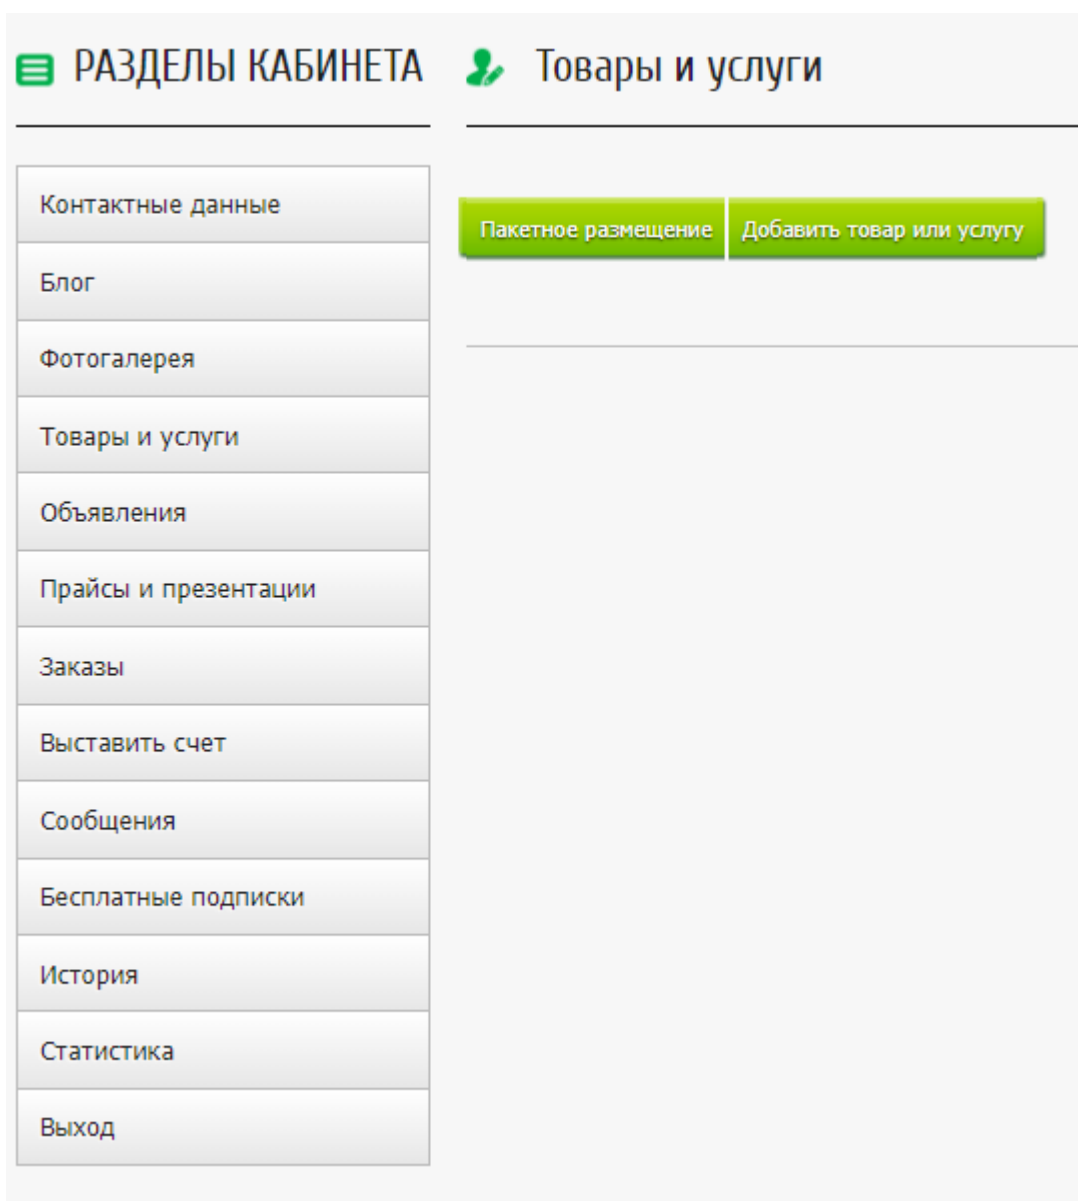 РАЗДЕЛЫ КАБИНЕТА
Контактные данные
Блог
Фотогалерея
Товары и услуги
Объявления
Прайсы и презентации
Заказы
Выставить счет
Сообщения
Бесплатные подписки
История
Статистика
Выход
Товары и услуги
Пакетное размещение
Добавить товар или услугу